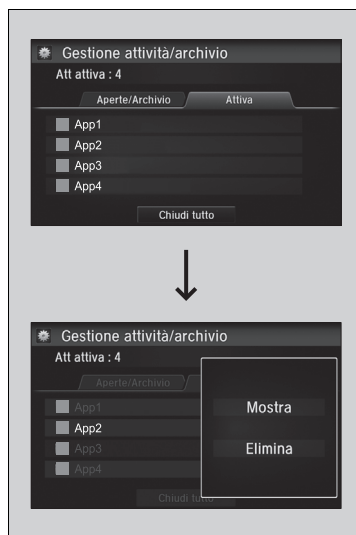 Gestione attività/archivio
Att attiva : 4
Aperte/Archivio Attiva
App1
App2
App3
App4
Chiudi tutto
Gestione attività/archivio
Att attiva : 4
Aperte/Archivio
App1
App2
App3
App4
Mostra
Elimina
Chiudi tutto